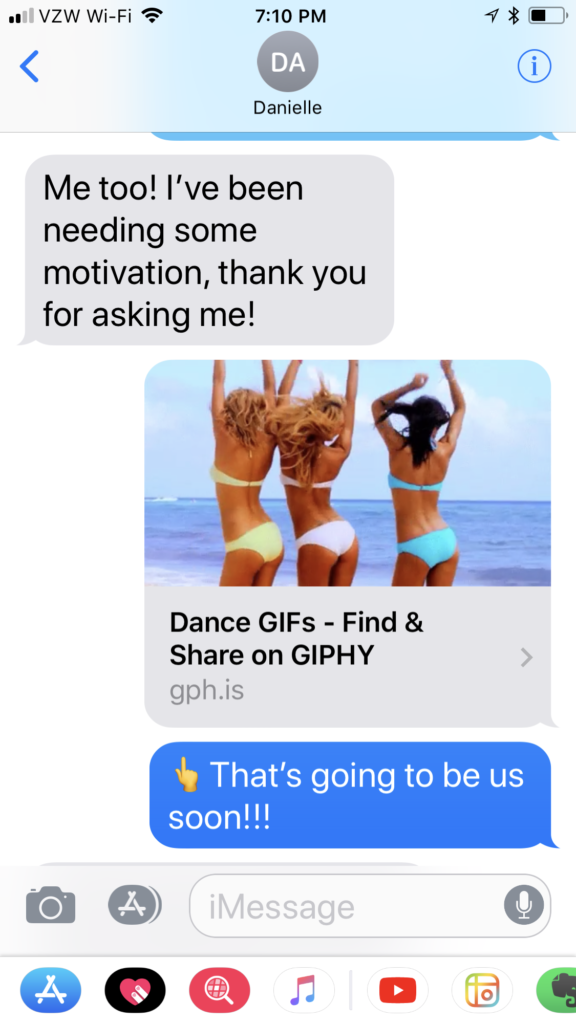 VZW Wi-Fi 7:10 PM
DA
Danielle
Me too! I’ve been
needing some
motivation, thank you
for asking me!
Dance GIFs - Find &
Share on GIPHY
gph.is
👆 That’s going to be us
soon!!!
iMessage